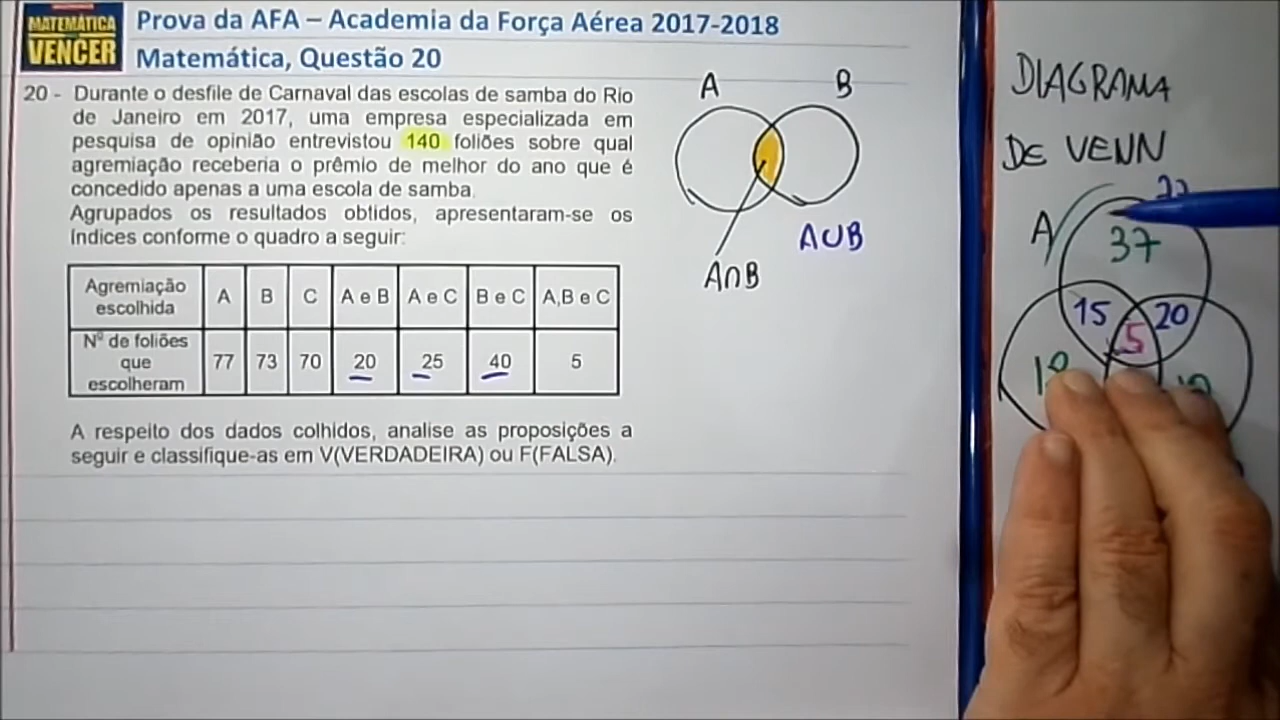 MATEMÁTICA
VENCER
Prova da AFA – Academia da Força Aérea 2017-2018
Matemática, Questão 20
20 - Durante o desfile de Carnaval das escolas de samba do Rio
de Janeiro em 2017, uma empresa especializada em
pesquisa de opinião entrevistou 140 foliões sobre qual
agremiação receberia o prêmio de melhor do ano que é
concedido apenas a uma escola de samba.
Agrupados os resultados obtidos, apresentaram-se os
índices conforme o quadro a seguir:
Agremiação escolhida A B C A e B A e C B e C A,B e C
Nº de foliões que escolheram 77 73 70 20 25 40 5
A respeito dos dados colhidos, analise as proposições a
seguir e classifique-as em V(VERDADEIRA) ou F(FALSA).
A B
A∪B
A∩B
DIAGRAMA
DE VENN
A
37
15 20
5